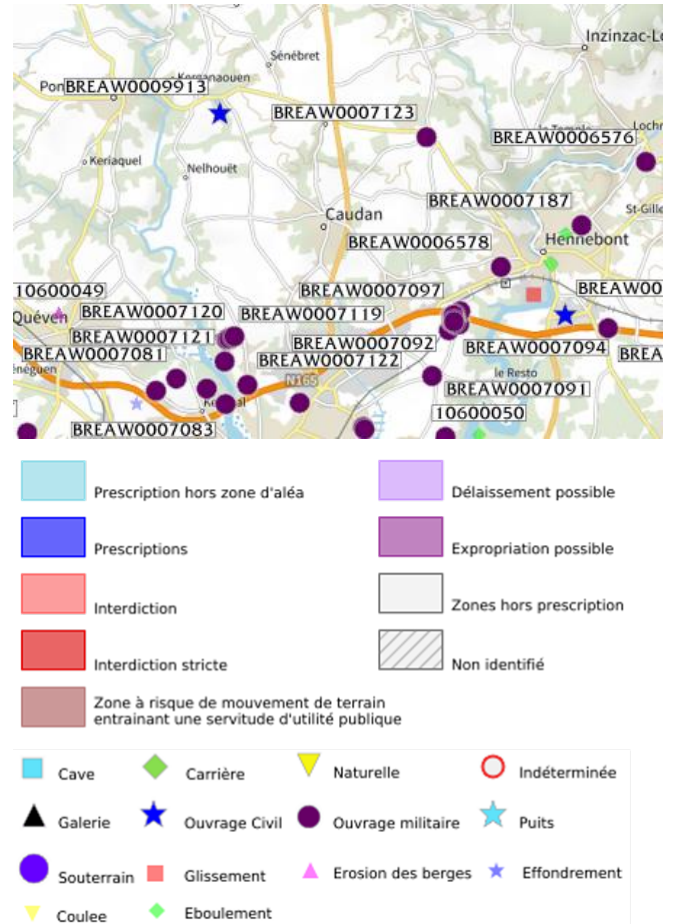 Inzinzac-Lo
Sénébret
Kerganaouen
Pon
BREAW0009913
BREAW0007123
Lochr
BREAW0006576
Keriaquel
Nelhouët
BREAW0007187
St-Gille
Caudan
BREAW0006578
Hennebont
10600049
BREAW0007097
BREAW00
Quéven
BREAW0007120
BREAW0007119
BREAW0007121
BREAW0007092
BREAW0007094
BREA
BREAW0007081
BREAW0007122
néguen
le Resto
N165
BREAW0007091
10600050
BREAW0007083
Prescription hors zone d'aléa
Délaissement possible
Prescriptions
Expropriation possible
Interdiction
Zones hors prescription
Interdiction stricte
Non identifié
Zone à risque de mouvement de terrain
entrainant une servitude d'utilité publique
Cave
Carrière
Naturelle
Indéterminée
Galerie
Ouvrage Civil
Ouvrage militaire
Puits
Souterrain
Glissement
Erosion des berges
Effondrement
Coulee
Eboulement